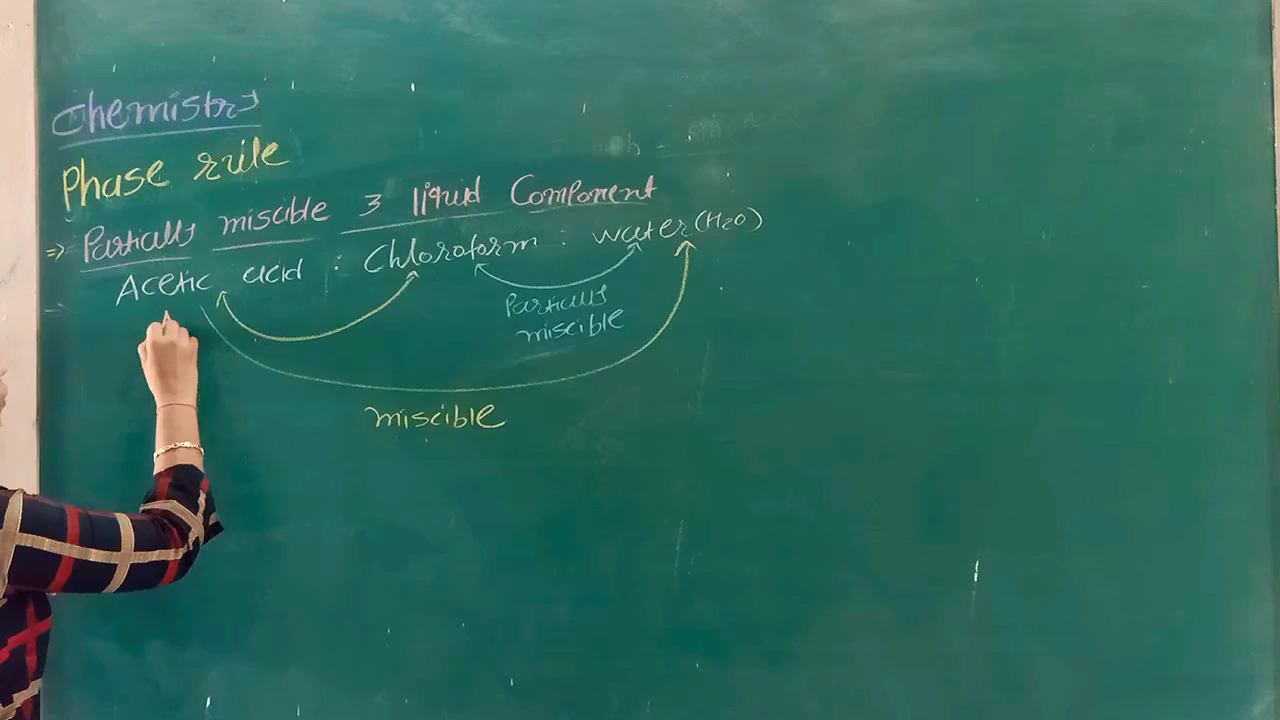 Chemistry
Phase rule
⇒ Partially miscible 3 liquid Component
Acetic acid : Chloroform . water (H2O)
Partially
miscible
miscible